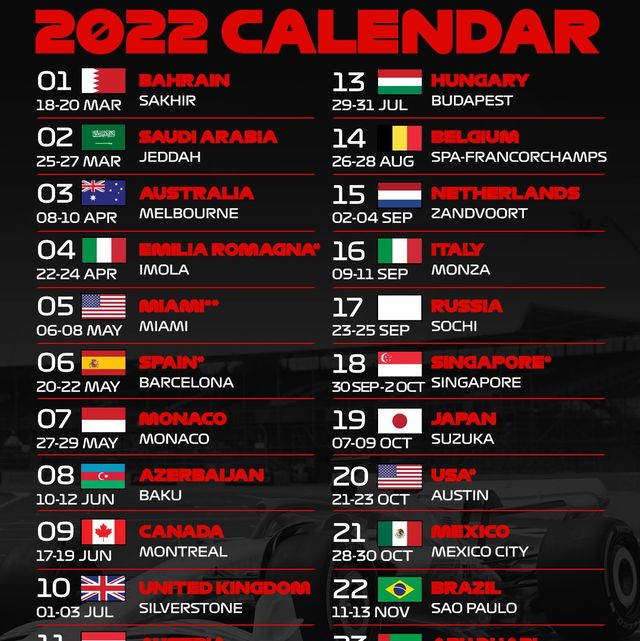 2022 CALENDAR
01 BAHRAIN
18-20 MAR SAKHIR
02 SAUDI ARABIA
25-27 MAR JEDDAH
03 AUSTRALIA
08-10 APR MELBOURNE
04 EMILIA ROMAGNA*
22-24 APR IMOLA
05 MIAMI**
06-08 MAY MIAMI
06 SPAIN*
20-22 MAY BARCELONA
07 MONACO
27-29 MAY MONACO
08 AZERBAIJAN
10-12 JUN BAKU
09 CANADA
17-19 JUN MONTREAL
10 UNITED KINGDOM
01-03 JUL SILVERSTONE
11
13 HUNGARY
29-31 JUL BUDAPEST
14 BELGIUM
26-28 AUG SPA-FRANCORCHAMPS
15 NETHERLANDS
02-04 SEP ZANDVOORT
16 ITALY
09-11 SEP MONZA
17 RUSSIA
23-25 SEP SOCHI
18 SINGAPORE*
30 SEP-2 OCT SINGAPORE
19 JAPAN
07-09 OCT SUZUKA
20 USA*
21-23 OCT AUSTIN
21 MEXICO
28-30 OCT MEXICO CITY
22 BRAZIL
11-13 NOV SAO PAULO
23